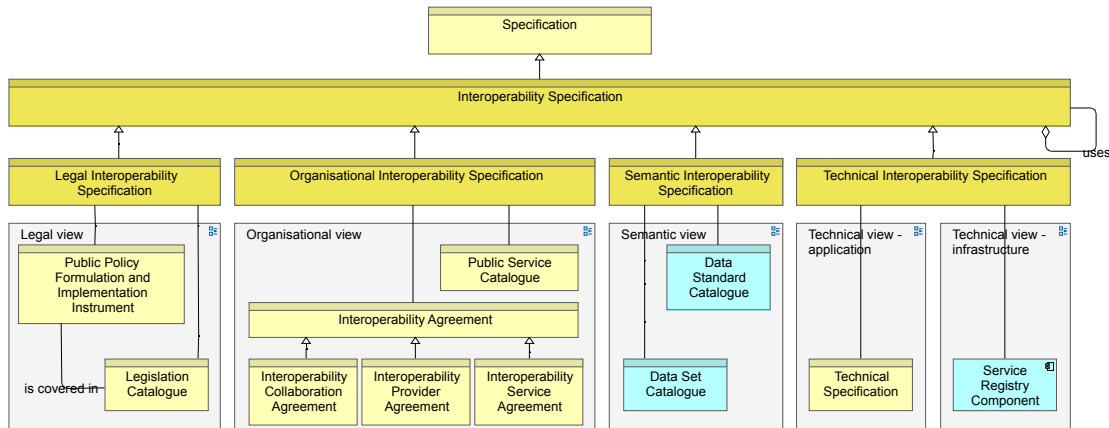 Specification
Interoperability Specification
uses
Legal Interoperability
Specification
Organisational Interoperability Specification
Semantic Interoperability
Specification
Technical Interoperability Specification
Legal view
Public Policy
Formulation and
Implementation
Instrument
is covered in
Legislation
Catalogue
Organisational view
Public Service
Catalogue
Interoperability Agreement
Interoperability
Collaboration
Agreement
Interoperability
Provider
Agreement
Interoperability
Service
Agreement
Semantic view
Data
Standard
Catalogue
Data Set
Catalogue
Technical view -
application
Technical
Specification
Technical view -
infrastructure
Service
Registry
Component